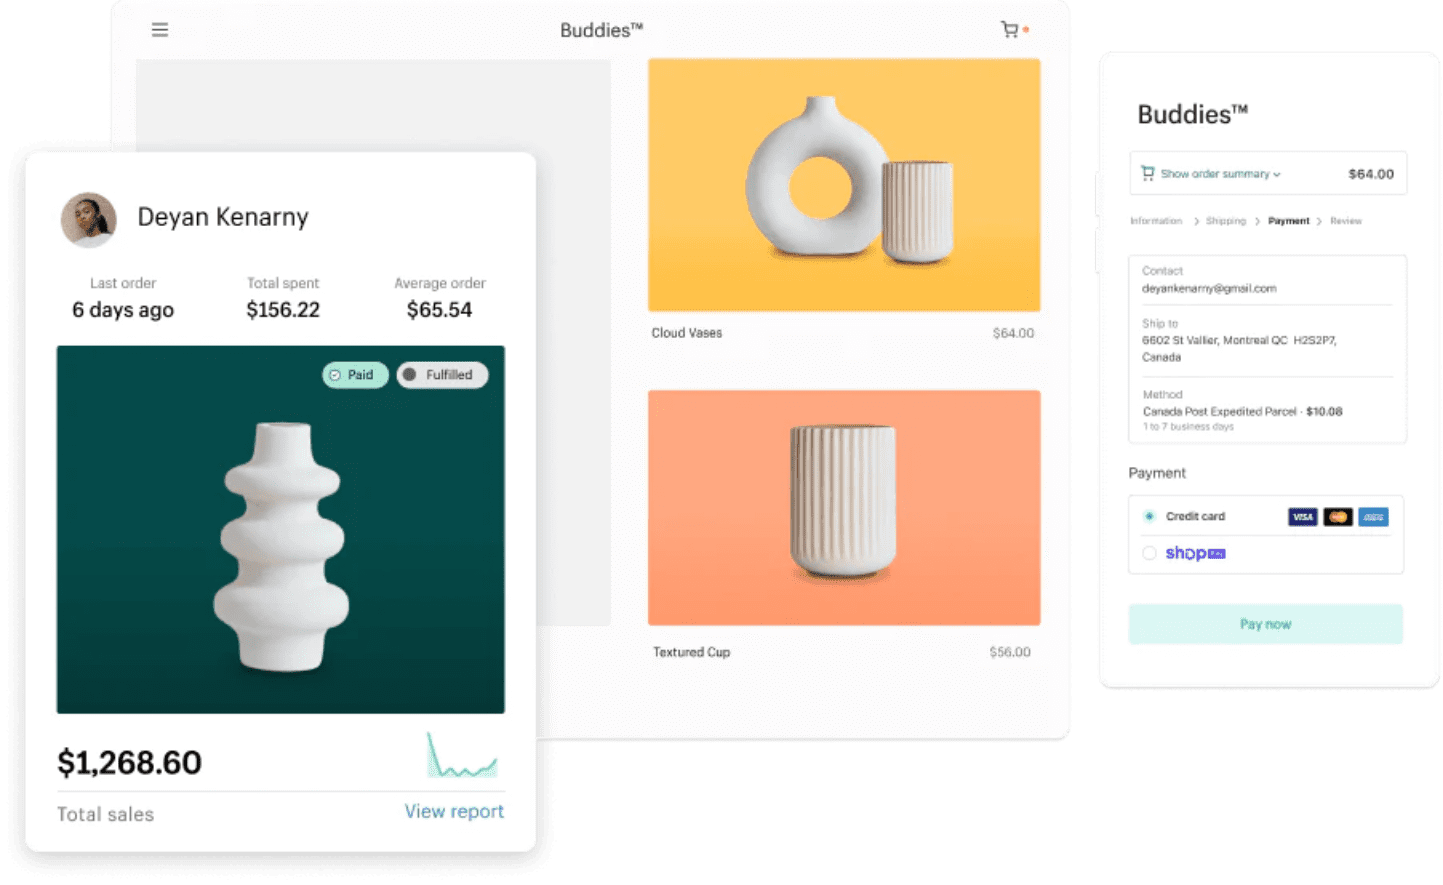 Buddies™
Deyan Kenarny
Last order
6 days ago
Total spent
$156.22
Average order
$65.54
Paid
Fulfilled
$1,268.60
Total sales
View report
Cloud Vases
$64.00
Textured Cup
$56.00
Buddies™
Show order summary
$64.00
Information > Shipping > Payment > Review
Contact
deyankenarny@gmail.com
Ship to
6602 St Vallier, Montreal QC H2S2P7,
Canada
Method
Canada Post Expedited Parcel · $10.08
1 to 7 business days
Payment
Credit card
VISA
shop
Pay now